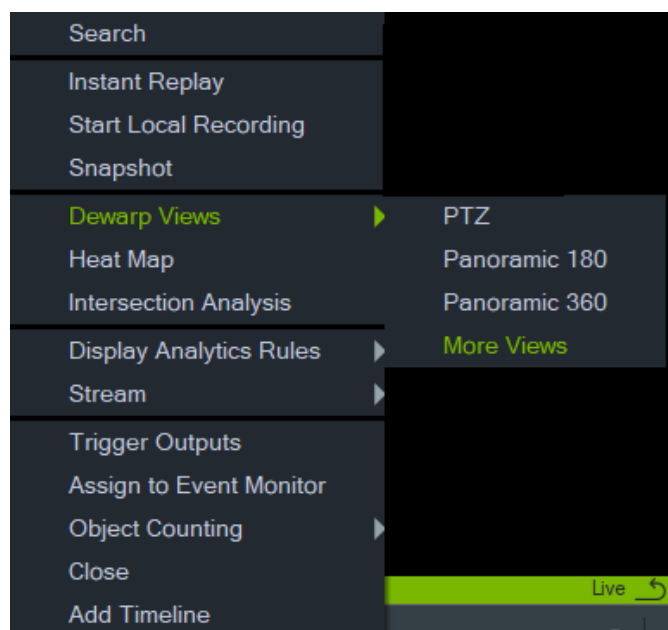 Search
Instant Replay
Start Local Recording
Snapshot
Dewarp Views
Heat Map
Intersection Analysis
Display Analytics Rules
Stream
Trigger Outputs
Assign to Event Monitor
Object Counting
Close
Add Timeline
PTZ
Panoramic 180
Panoramic 360
More Views
Live